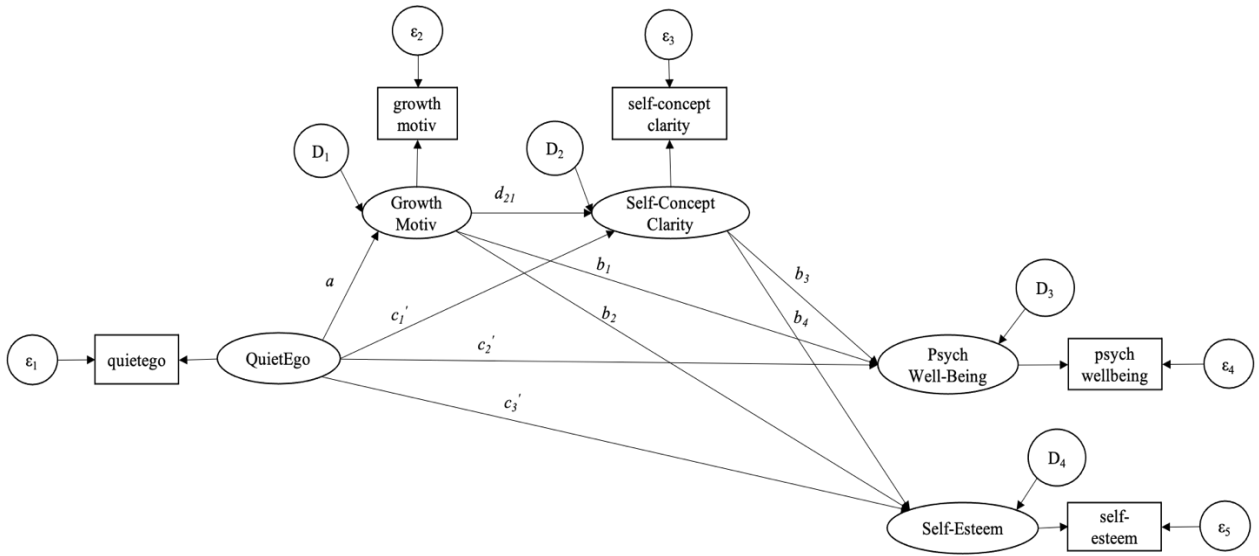 ε2
ε3
growth
motiv
self-concept
clarity
D1
D2
Growth
Motiv
d21
Self-Concept
Clarity
a
c1'
b1
b2
b3
b4
D3
ε1
quietego
QuietEgo
c2'
Psych
Well-Being
psych
wellbeing
ε4
c3'
D4
Self-Esteem
self-
esteem
ε5